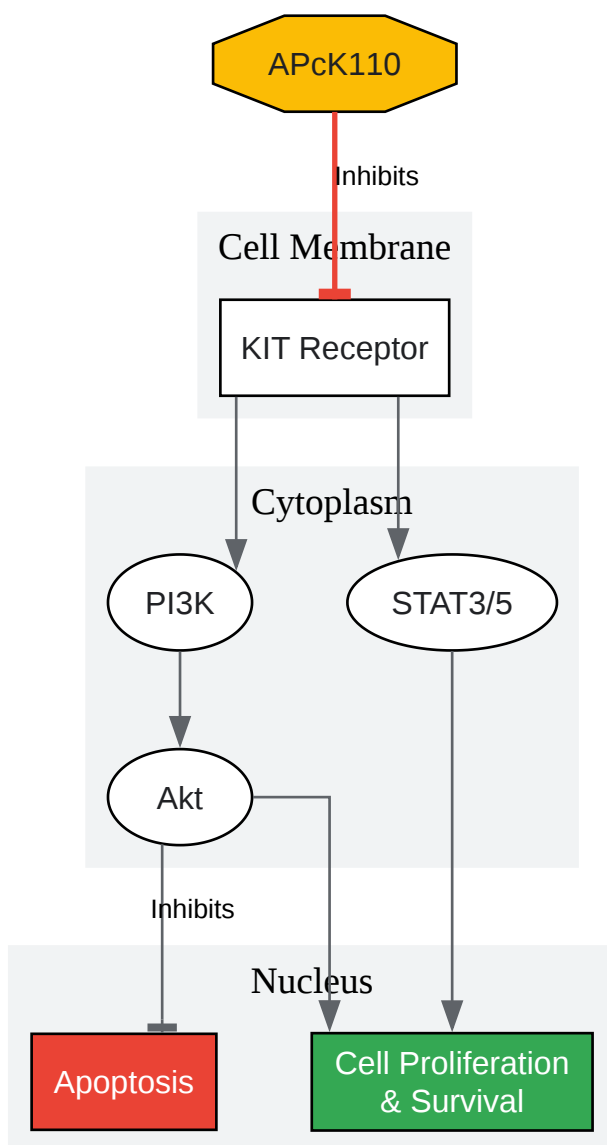 APcK110
Inhibits
Cell Membrane
KIT Receptor
Cytoplasm
PI3K
STAT3/5
Akt
Inhibits
Nucleus
Apoptosis
Cell Proliferation
& Survival